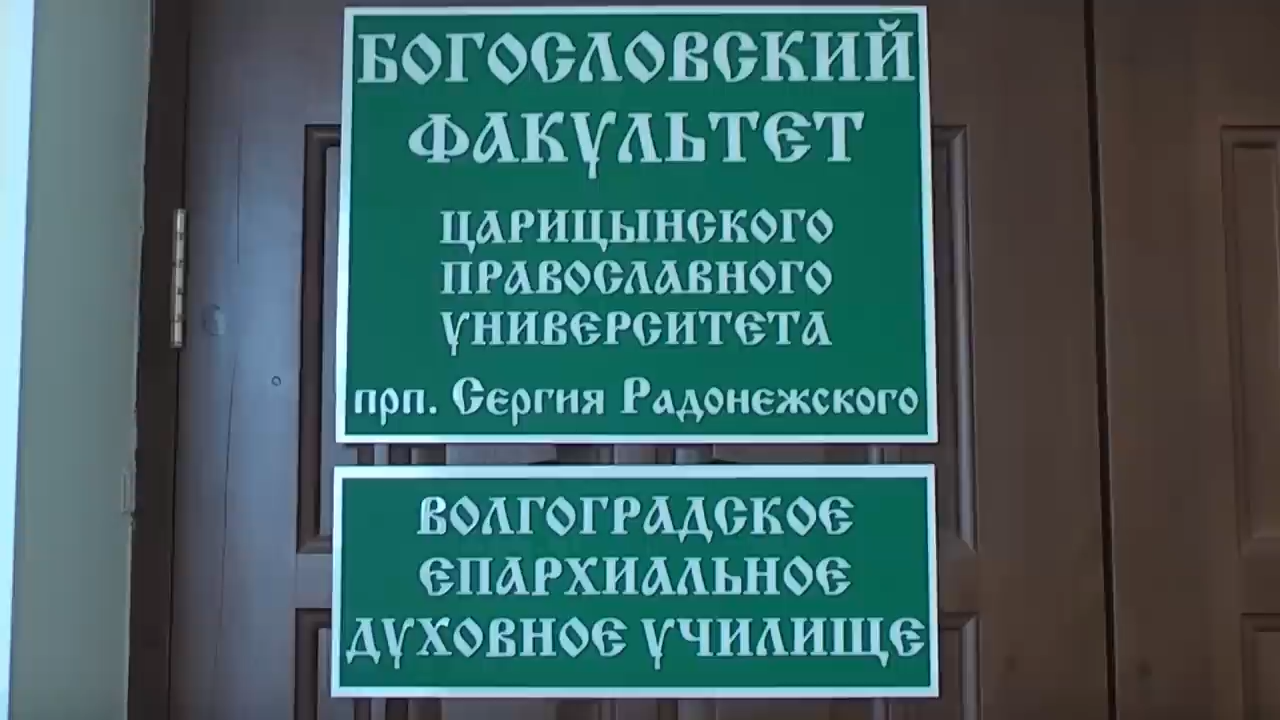 БОГОСЛОВСКИЙ
ФАКУЛЬТЕТ
ЦАРИЦЫНСКОГО
ПРАВОСЛАВНОГО
УНИВЕРСИТЕТА
прп. Сергия Радонежского
ВОЛГОГРАДСКОЕ
ЕПАРХИАЛЬНОЕ
ДУХОВНОЕ УЧИЛИЩЕ